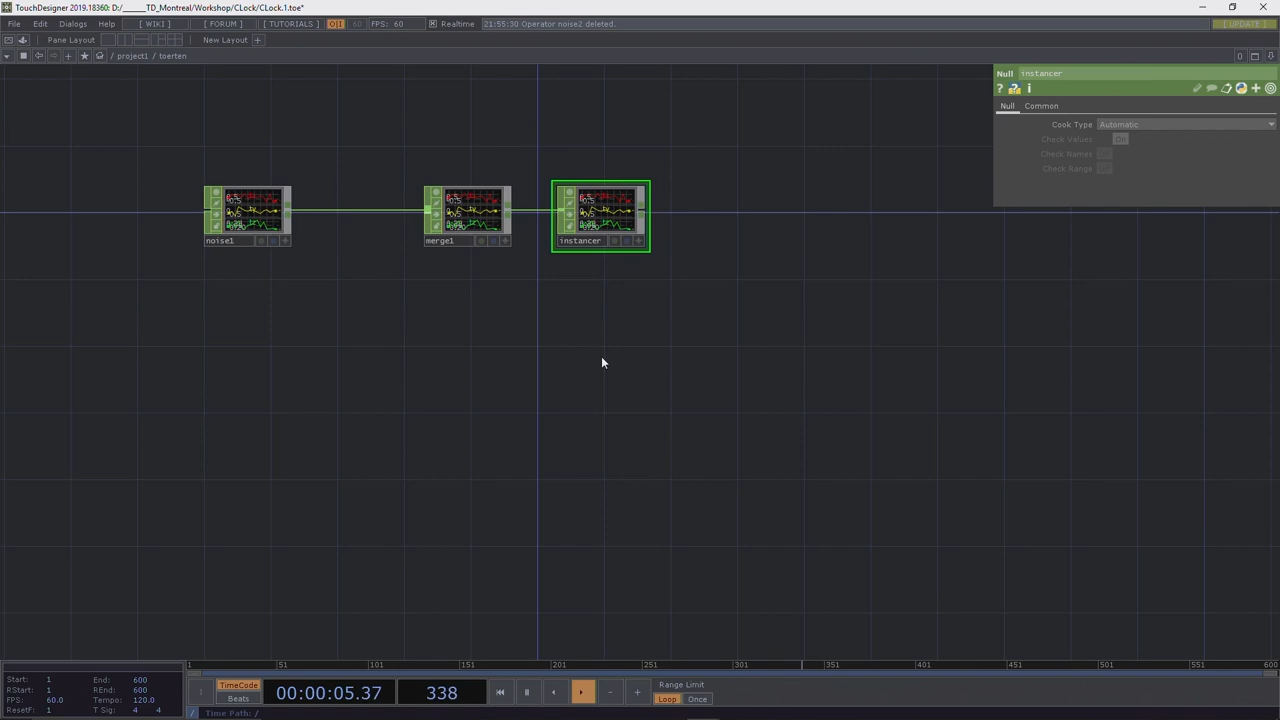 TouchDesigner 2019.18360: D:/______TD_Montreal/Workshop/CLock/CLock.1.toe*
File Edit Dialogs Help [ WIKI ] [ FORUM ] [ TUTORIALS ] O|I 60 FPS: 60 Realtime 21:55:30 Operator noise2 deleted. [ UPDATE ]
Pane Layout New Layout +
/ project1 / toerten
Null instancer
Null Common
Cook Type Automatic
Check Values On
Check Names
Check Range
noise1
merge1
instancer
1 51 101 151 201 251 351 401 451 501 551 600
Start: 1 End: 600
RStart: 1 REnd: 600
FPS: 60.0 Tempo: 120.0
ResetF: 1 T Sig: 4 4
TimeCode
Beats
00:00:05.37 338
Range Limit
Loop Once
/ Time Path: /